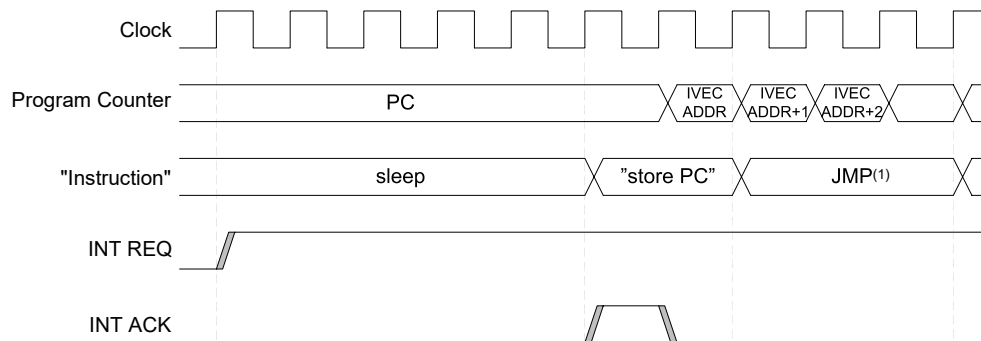 Clock
Program Counter
PC
IVEC
ADDR
IVEC
ADDR+1
IVEC
ADDR+2
"Instruction"
sleep
”store PC”
JMP(1)
INT REQ
INT ACK